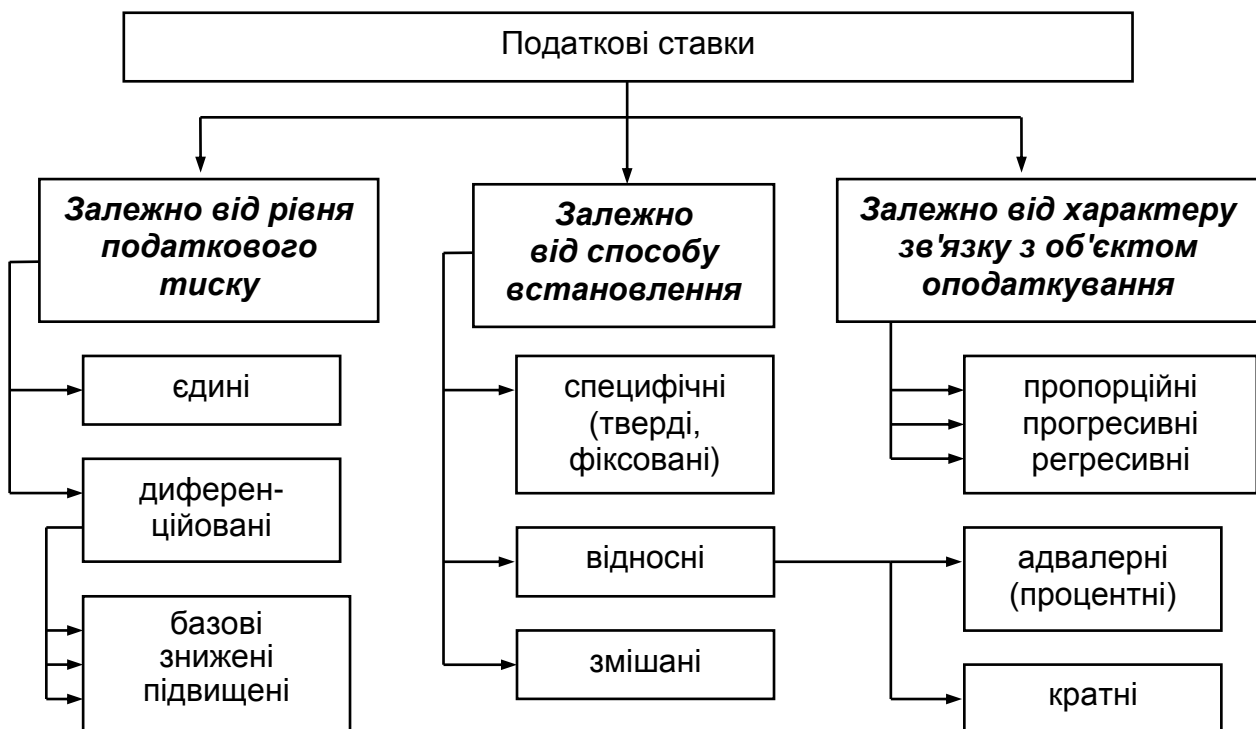 Податкові ставки
Залежно від рівня
податкового
тиску
єдині
диферен-
ційовані
базові
знижені
підвищені
Залежно
від способу
встановлення
специфічні
(тверді,
фіксовані)
відносні
змішані
Залежно від характеру
зв'язку з об'єктом
оподаткування
пропорційні
прогресивні
регресивні
адвалерні
(процентні)
кратні